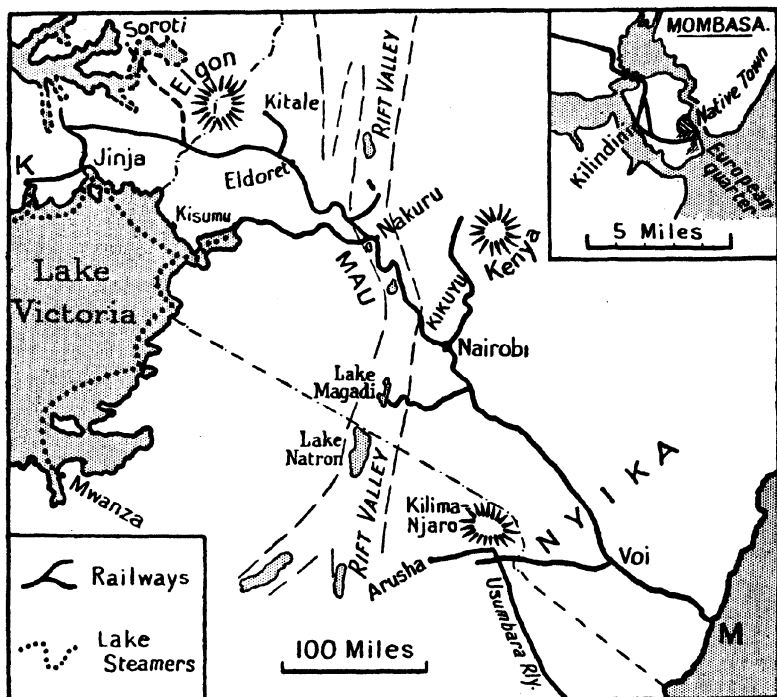 Soroti
Elgon
Kitale
RIFT VALLEY
MOMBASA.
Native Town
Kilindini
European
quarter
5 Miles
K
Jinja
Eldoret
Kisumu
Nakuru
MAU
Kenya
KIKUYU
Lake
Victoria
Nairobi
Lake
Magadi
Lake
Natron
RIFT VALLEY
Mwanza
Kilima-
Njaro
NYIKA
Arusha
Voi
Usumbara Rly.
M
Railways
Lake
Steamers
100 Miles